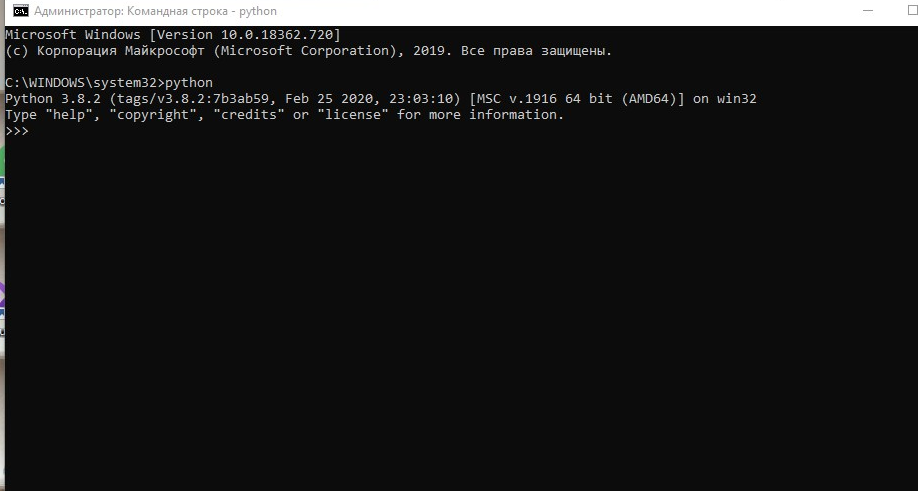 Администратор: Командная строка - python
Microsoft Windows [Version 10.0.18362.720]
(c) Корпорация Майкрософт (Microsoft Corporation), 2019. Все права защищены.
C:\WINDOWS\system32>python
Python 3.8.2 (tags/v3.8.2:7b3ab59, Feb 25 2020, 23:03:10) [MSC v.1916 64 bit (AMD64)] on win32
Type "help", "copyright", "credits" or "license" for more information.
>>>